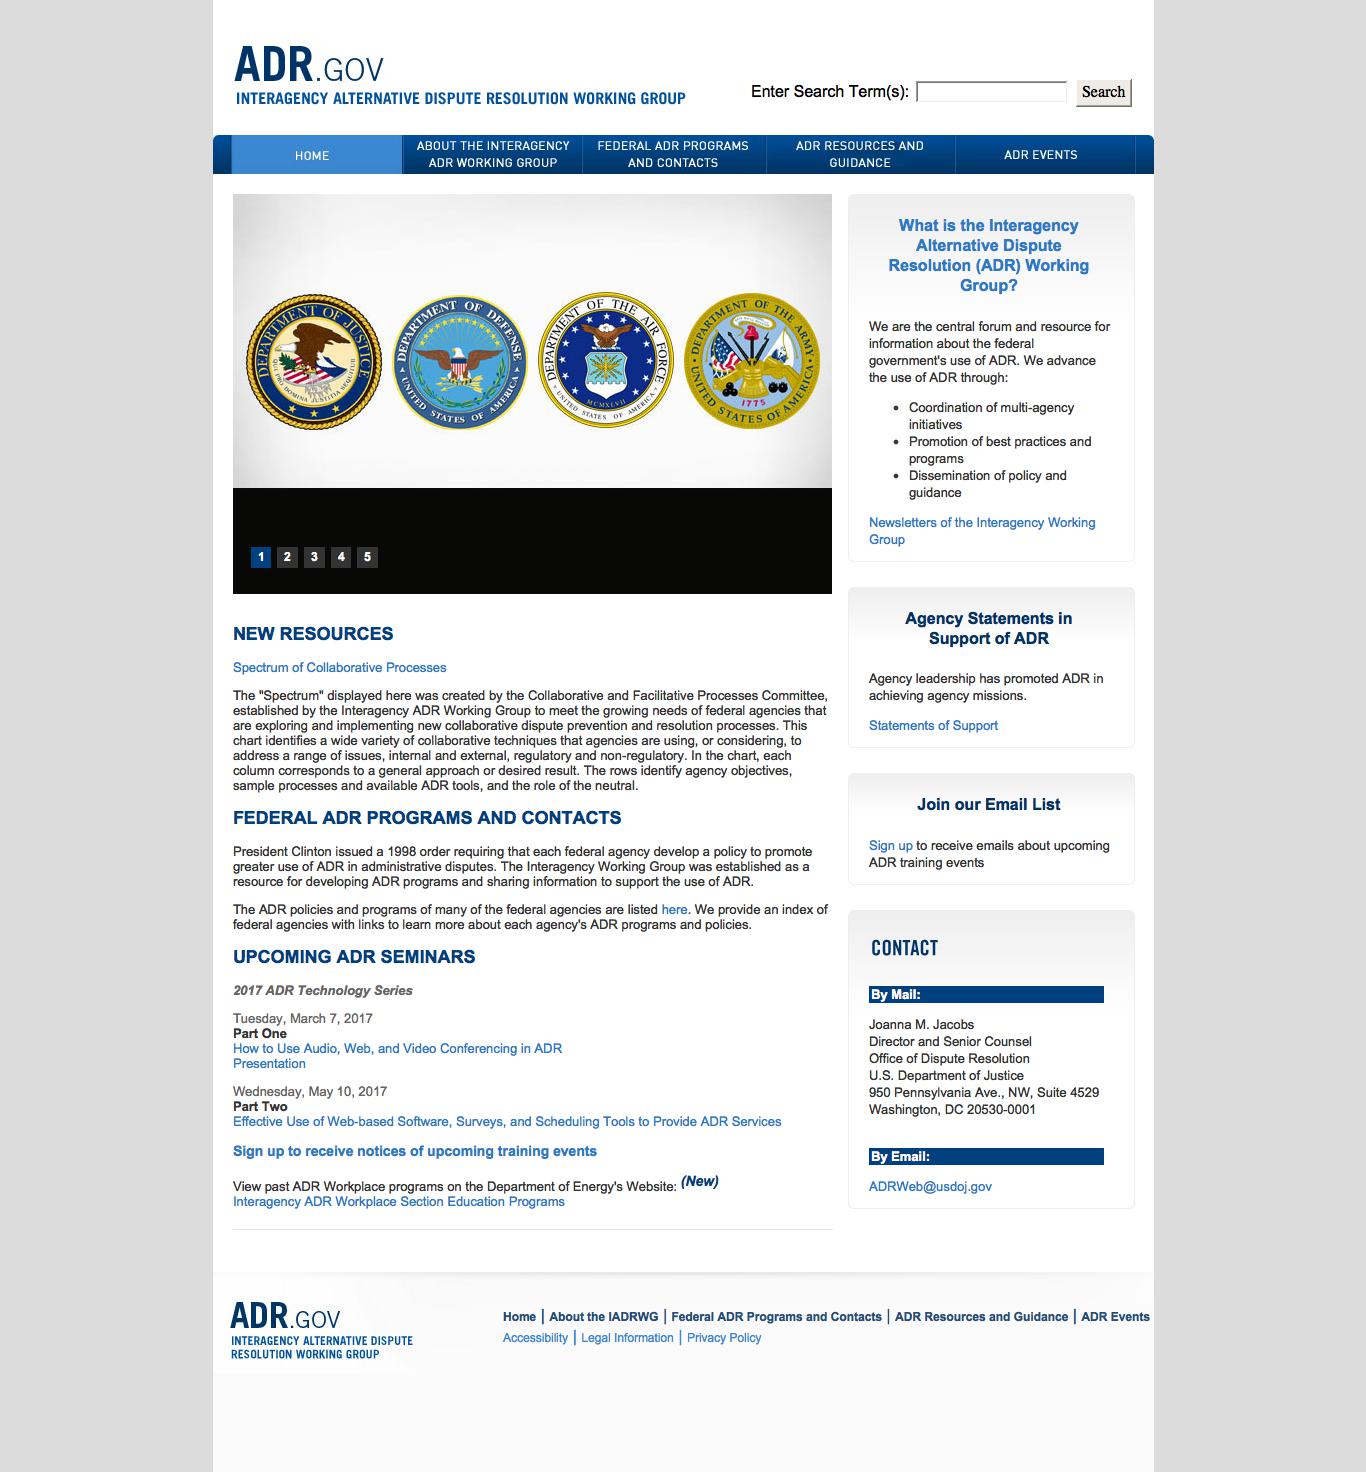 ADR.GOV
INTERAGENCY ALTERNATIVE DISPUTE RESOLUTION WORKING GROUP
Enter Search Term(s):
Search
HOME
ABOUT THE INTERAGENCY
ADR WORKING GROUP
FEDERAL ADR PROGRAMS
AND CONTACTS
ADR RESOURCES AND
GUIDANCE
ADR EVENTS
DEPARTMENT OF JUSTICE
QUI PRO DOMINA JUSTITIA SEQUITUR
DEPARTMENT OF DEFENSE
UNITED STATES OF AMERICA
DEPARTMENT OF THE AIR FORCE
MCMXLVII
UNITED STATES OF AMERICA
DEPARTMENT OF THE ARMY
1775
UNITED STATES OF AMERICA
1 2 3 4 5
NEW RESOURCES
Spectrum of Collaborative Processes
The "Spectrum" displayed here was created by the Collaborative and Facilitative Processes Committee,
established by the Interagency ADR Working Group to meet the growing needs of federal agencies that
are exploring and implementing new collaborative dispute prevention and resolution processes. This
chart identifies a wide variety of collaborative techniques that agencies are using, or considering, to
address a range of issues, internal and external, regulatory and non-regulatory. In the chart, each
column corresponds to a general approach or desired result. The rows identify agency objectives,
sample processes and available ADR tools, and the role of the neutral.
FEDERAL ADR PROGRAMS AND CONTACTS
President Clinton issued a 1998 order requiring that each federal agency develop a policy to promote
greater use of ADR in administrative disputes. The Interagency Working Group was established as a
resource for developing ADR programs and sharing information to support the use of ADR.
The ADR policies and programs of many of the federal agencies are listed here. We provide an index of
federal agencies with links to learn more about each agency's ADR programs and policies.
UPCOMING ADR SEMINARS
2017 ADR Technology Series
Tuesday, March 7, 2017
Part One
How to Use Audio, Web, and Video Conferencing in ADR
Presentation
Wednesday, May 10, 2017
Part Two
Effective Use of Web-based Software, Surveys, and Scheduling Tools to Provide ADR Services
Sign up to receive notices of upcoming training events
View past ADR Workplace programs on the Department of Energy's Website: (New)
Interagency ADR Workplace Section Education Programs
What is the Interagency
Alternative Dispute
Resolution (ADR) Working
Group?
We are the central forum and resource for
information about the federal
government's use of ADR. We advance
the use of ADR through:
• Coordination of multi-agency
initiatives
• Promotion of best practices and
programs
• Dissemination of policy and
guidance
Newsletters of the Interagency Working
Group
Agency Statements in
Support of ADR
Agency leadership has promoted ADR in
achieving agency missions.
Statements of Support
Join our Email List
Sign up to receive emails about upcoming
ADR training events
CONTACT
By Mail:
Joanna M. Jacobs
Director and Senior Counsel
Office of Dispute Resolution
U.S. Department of Justice
950 Pennsylvania Ave., NW, Suite 4529
Washington, DC 20530-0001
By Email:
ADRWeb@usdoj.gov
ADR.GOV
INTERAGENCY ALTERNATIVE DISPUTE
RESOLUTION WORKING GROUP
Home | About the IADRWG | Federal ADR Programs and Contacts | ADR Resources and Guidance | ADR Events
Accessibility | Legal Information | Privacy Policy